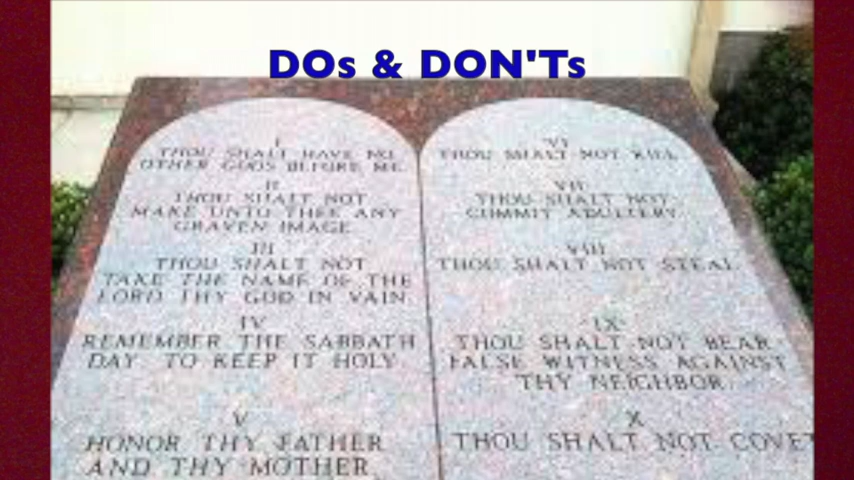 DOs & DON'Ts
I
THOU SHALT HAVE NO
OTHER GODS BEFORE ME
II
THOU SHALT NOT
MAKE UNTO THEE ANY
GRAVEN IMAGE
III
THOU SHALT NOT
TAKE THE NAME OF THE
LORD THY GOD IN VAIN
IV
REMEMBER THE SABBATH
DAY TO KEEP IT HOLY
V
HONOR THY FATHER
AND THY MOTHER
VI
THOU SHALT NOT KILL
VII
THOU SHALT NOT
COMMIT ADULTERY
VIII
THOU SHALT NOT STEAL
IX
THOU SHALT NOT BEAR
FALSE WITNESS AGAINST
THY NEIGHBOR
X
THOU SHALT NOT COVET